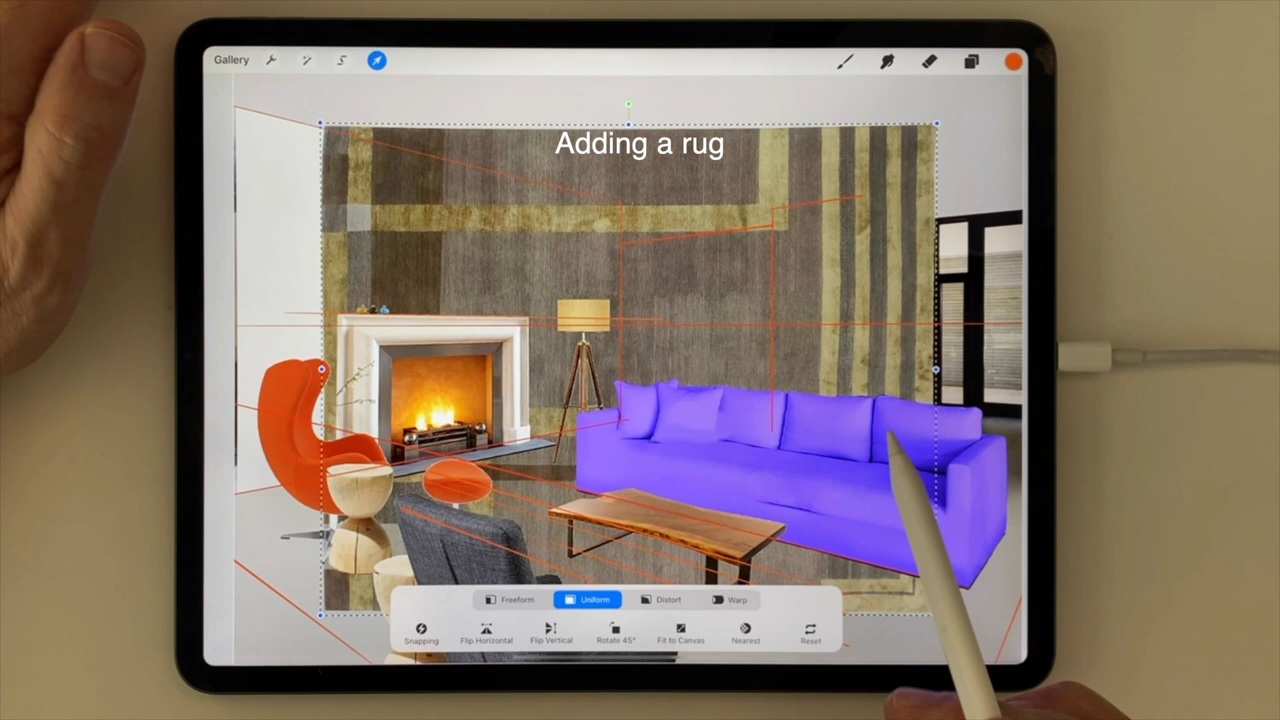 Gallery
Adding a rug
Freeform
Uniform
Distort
Warp
Snapping
Flip Horizontal
Flip Vertical
Rotate 45°
Fit to Canvas
Nearest
Reset